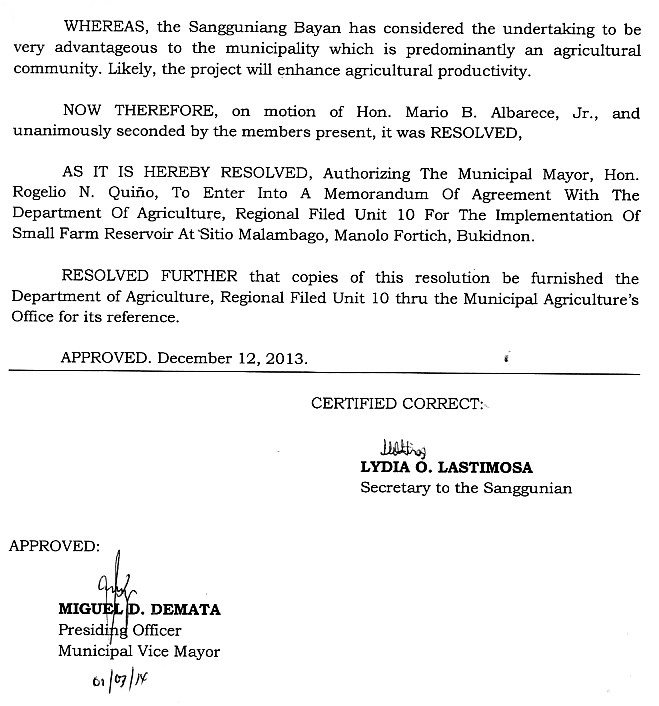 WHEREAS, the Sangguniang Bayan has considered the undertaking to be
very advantageous to the municipality which is predominantly an agricultural
community. Likely, the project will enhance agricultural productivity.
NOW THEREFORE, on motion of Hon. Mario B. Albarece, Jr., and
unanimously seconded by the members present, it was RESOLVED,
AS IT IS HEREBY RESOLVED, Authorizing The Municipal Mayor, Hon.
Rogelio N. Quiño, To Enter Into A Memorandum Of Agreement With The
Department Of Agriculture, Regional Filed Unit 10 For The Implementation Of
Small Farm Reservoir At Sitio Malambago, Manolo Fortich, Bukidnon.
RESOLVED FURTHER that copies of this resolution be furnished the
Department of Agriculture, Regional Filed Unit 10 thru the Municipal Agriculture's
Office for its reference.
APPROVED. December 12, 2013.
CERTIFIED CORRECT:
LYDIA O. LASTIMOSA
Secretary to the Sanggunian
APPROVED:
MIGUEL D. DEMATA
Presiding Officer
Municipal Vice Mayor
01/07/14